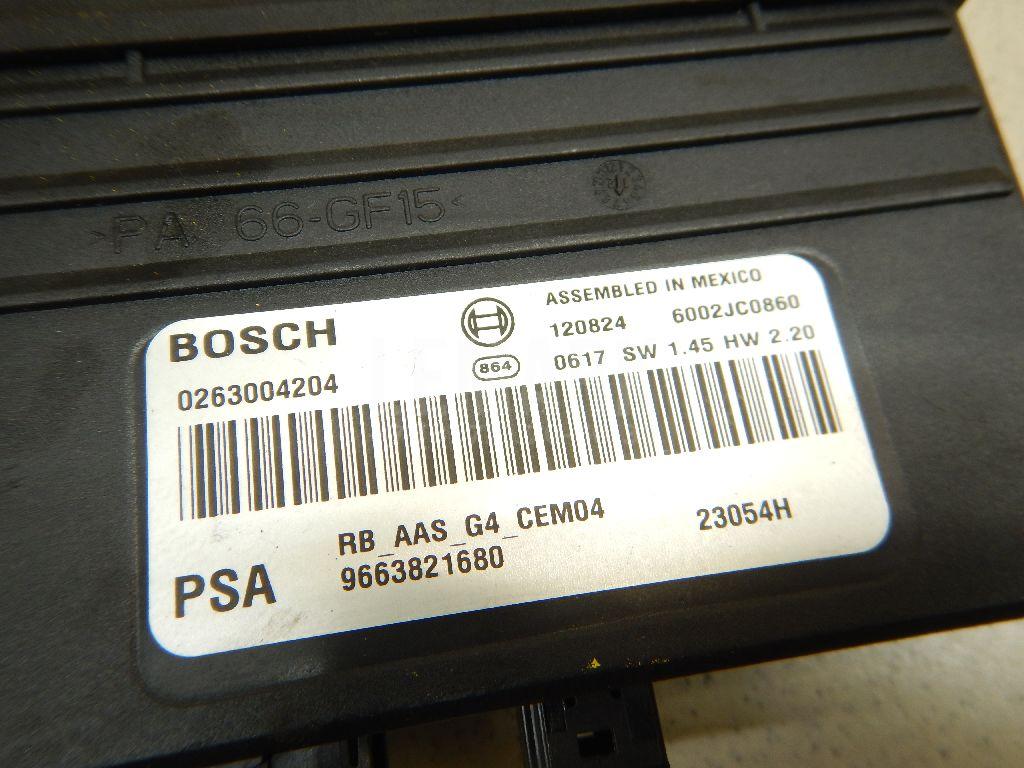 >PA 66-GF15<
BOSCH
ASSEMBLED IN MEXICO
120824 6002JC0860
864
0617 SW 1.45 HW 2.20
0263004204
RB_AAS_G4_CEM04
23054H
PSA
9663821680